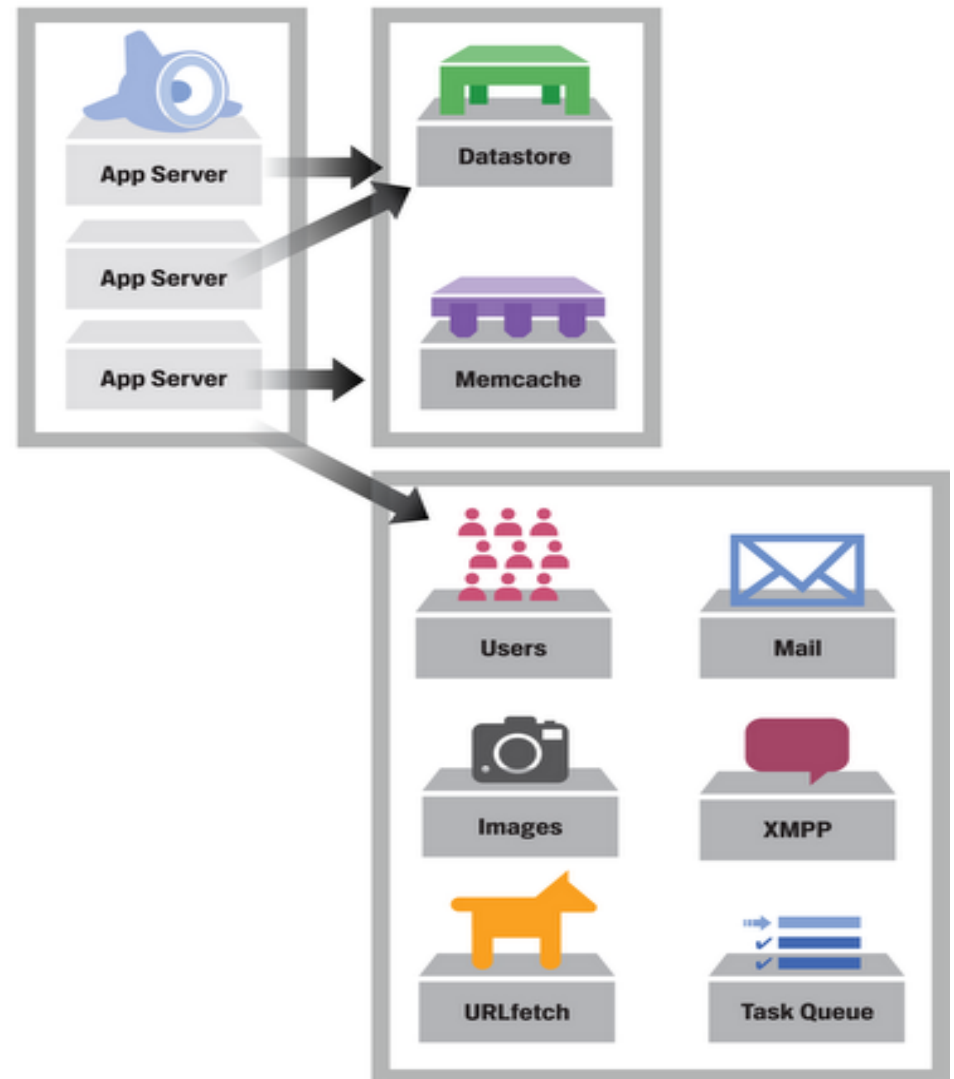 App Server
App Server
App Server
Datastore
Memcache
Users
Mail
Images
XMPP
URLfetch
Task Queue